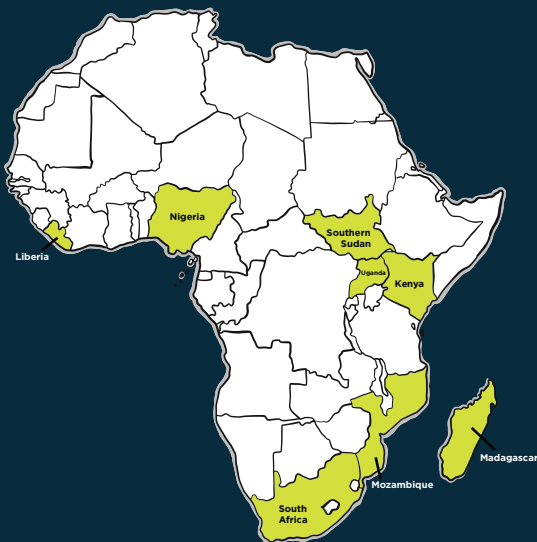 Nigeria
Liberia
Southern
Sudan
Uganda
Kenya
Madagascar
Mozambique
South
Africa